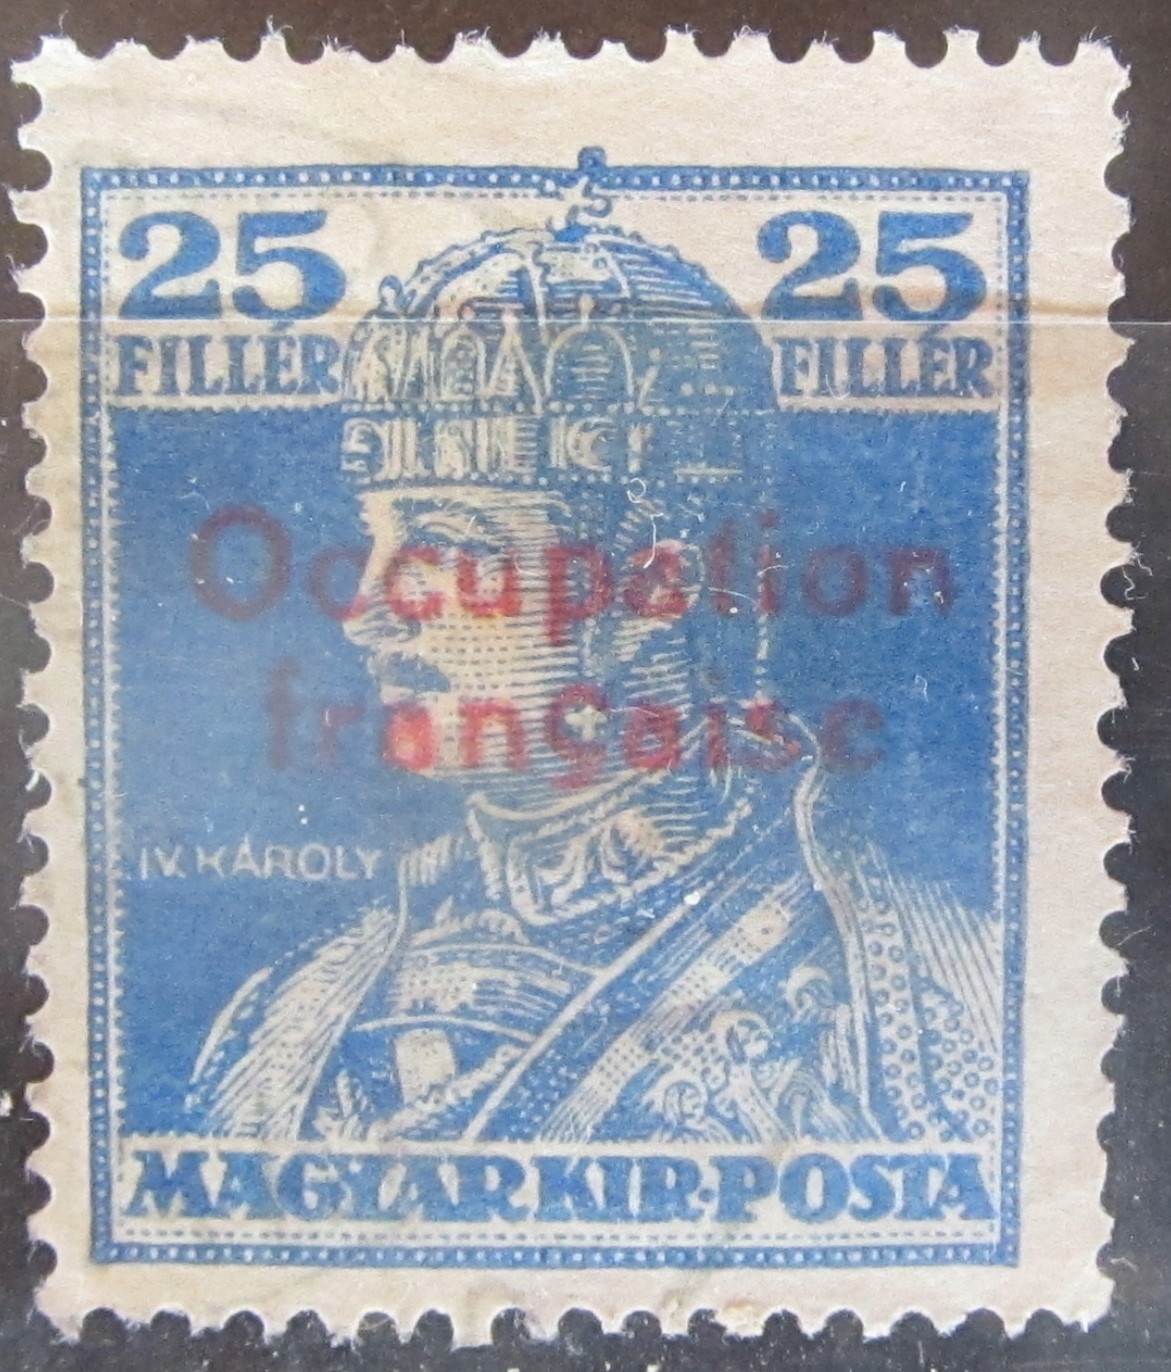 25 25
FILLÉR FILLÉR
Occupation
française
IV. KÁROLY
MAGYAR KIR·POSTA